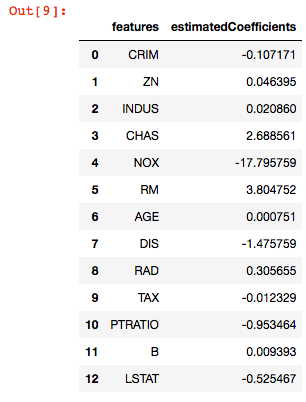 Out[9]:
features estimatedCoefficients
0 CRIM -0.107171
1 ZN 0.046395
2 INDUS 0.020860
3 CHAS 2.688561
4 NOX -17.795759
5 RM 3.804752
6 AGE 0.000751
7 DIS -1.475759
8 RAD 0.305655
9 TAX -0.012329
10 PTRATIO -0.953464
11 B 0.009393
12 LSTAT -0.525467